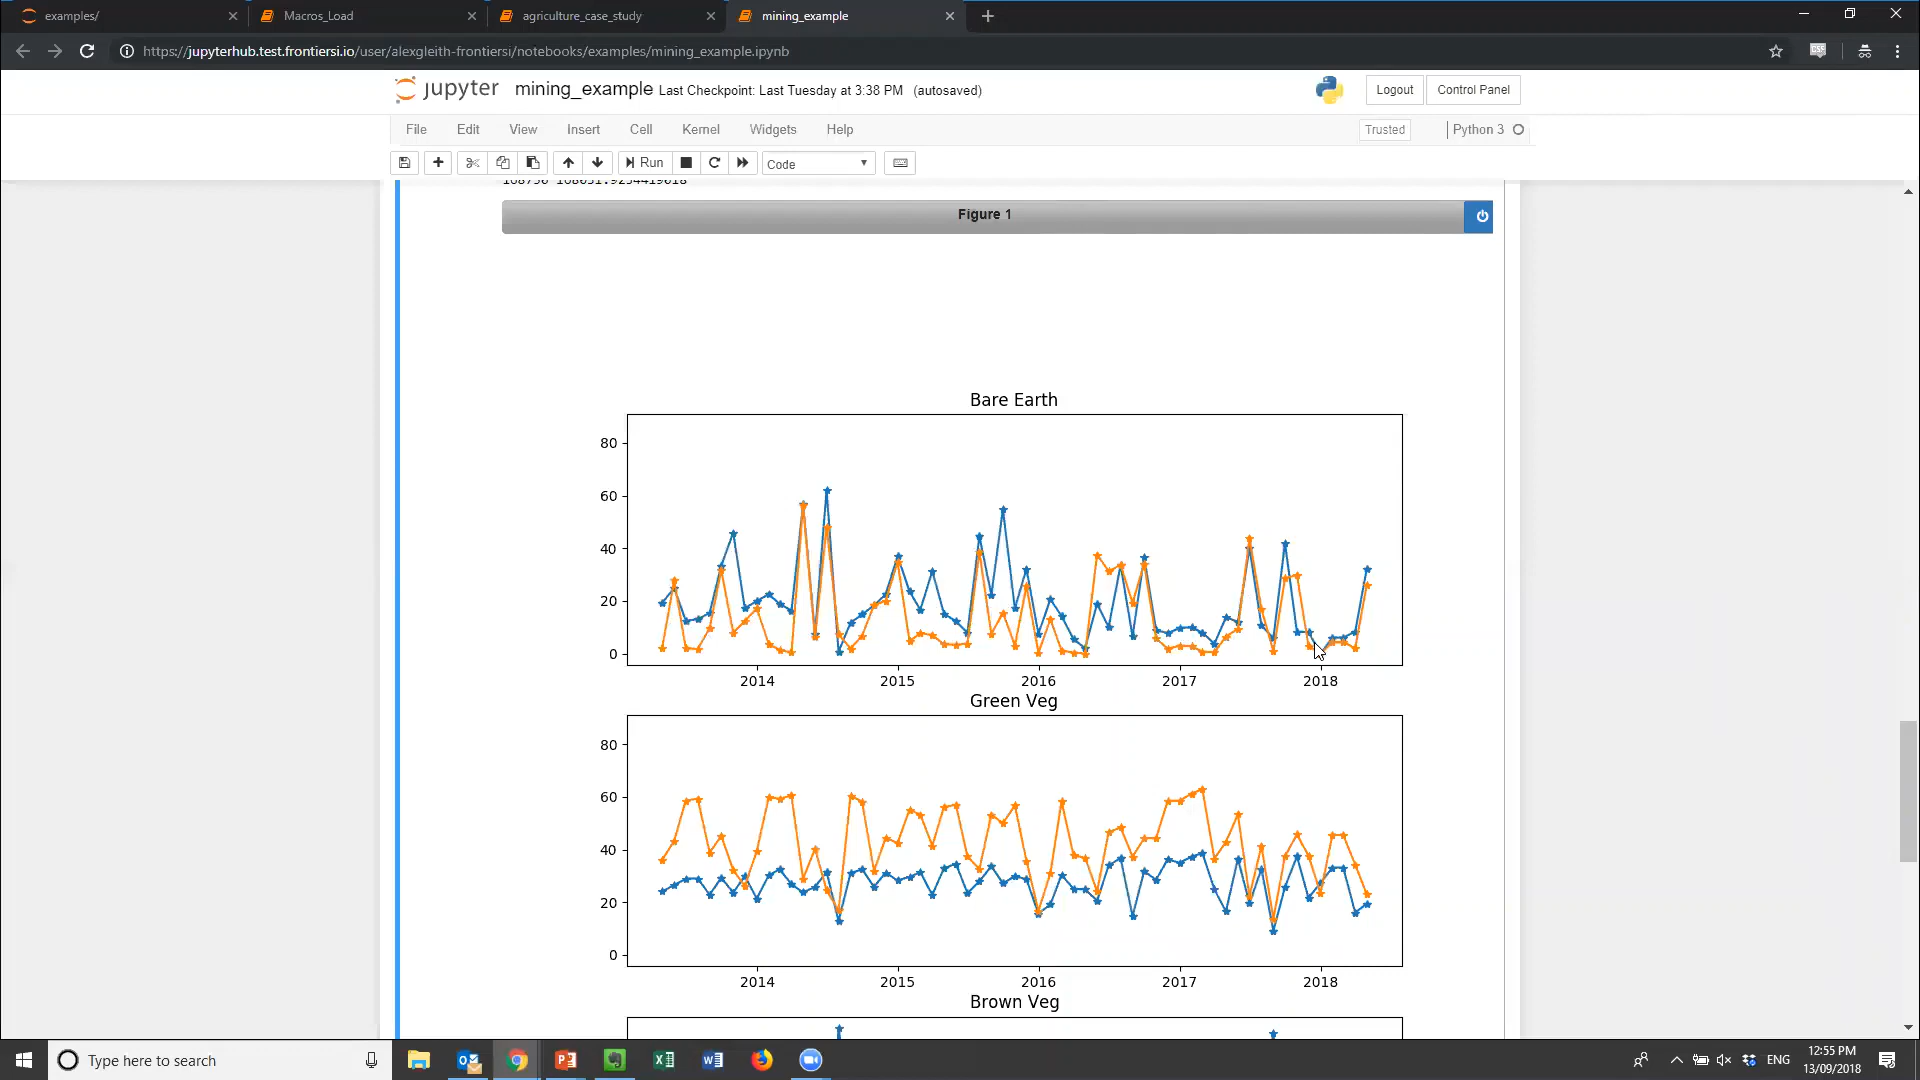 examples/
Macros_Load
agriculture_case_study
mining_example
https://jupyterhub.test.frontiersi.io/user/alexgleith-frontiersi/notebooks/examples/mining_example.ipynb
jupyter mining_example Last Checkpoint: Last Tuesday at 3:38 PM (autosaved)
Logout
Control Panel
File Edit View Insert Cell Kernel Widgets Help
Trusted
Python 3
Run
Code
Figure 1
Bare Earth
80
60
40
20
0
2014 2015 2016 2017 2018
Green Veg
80
60
40
20
0
2014 2015 2016 2017 2018
Brown Veg
Type here to search
ENG
12:55 PM
13/09/2018